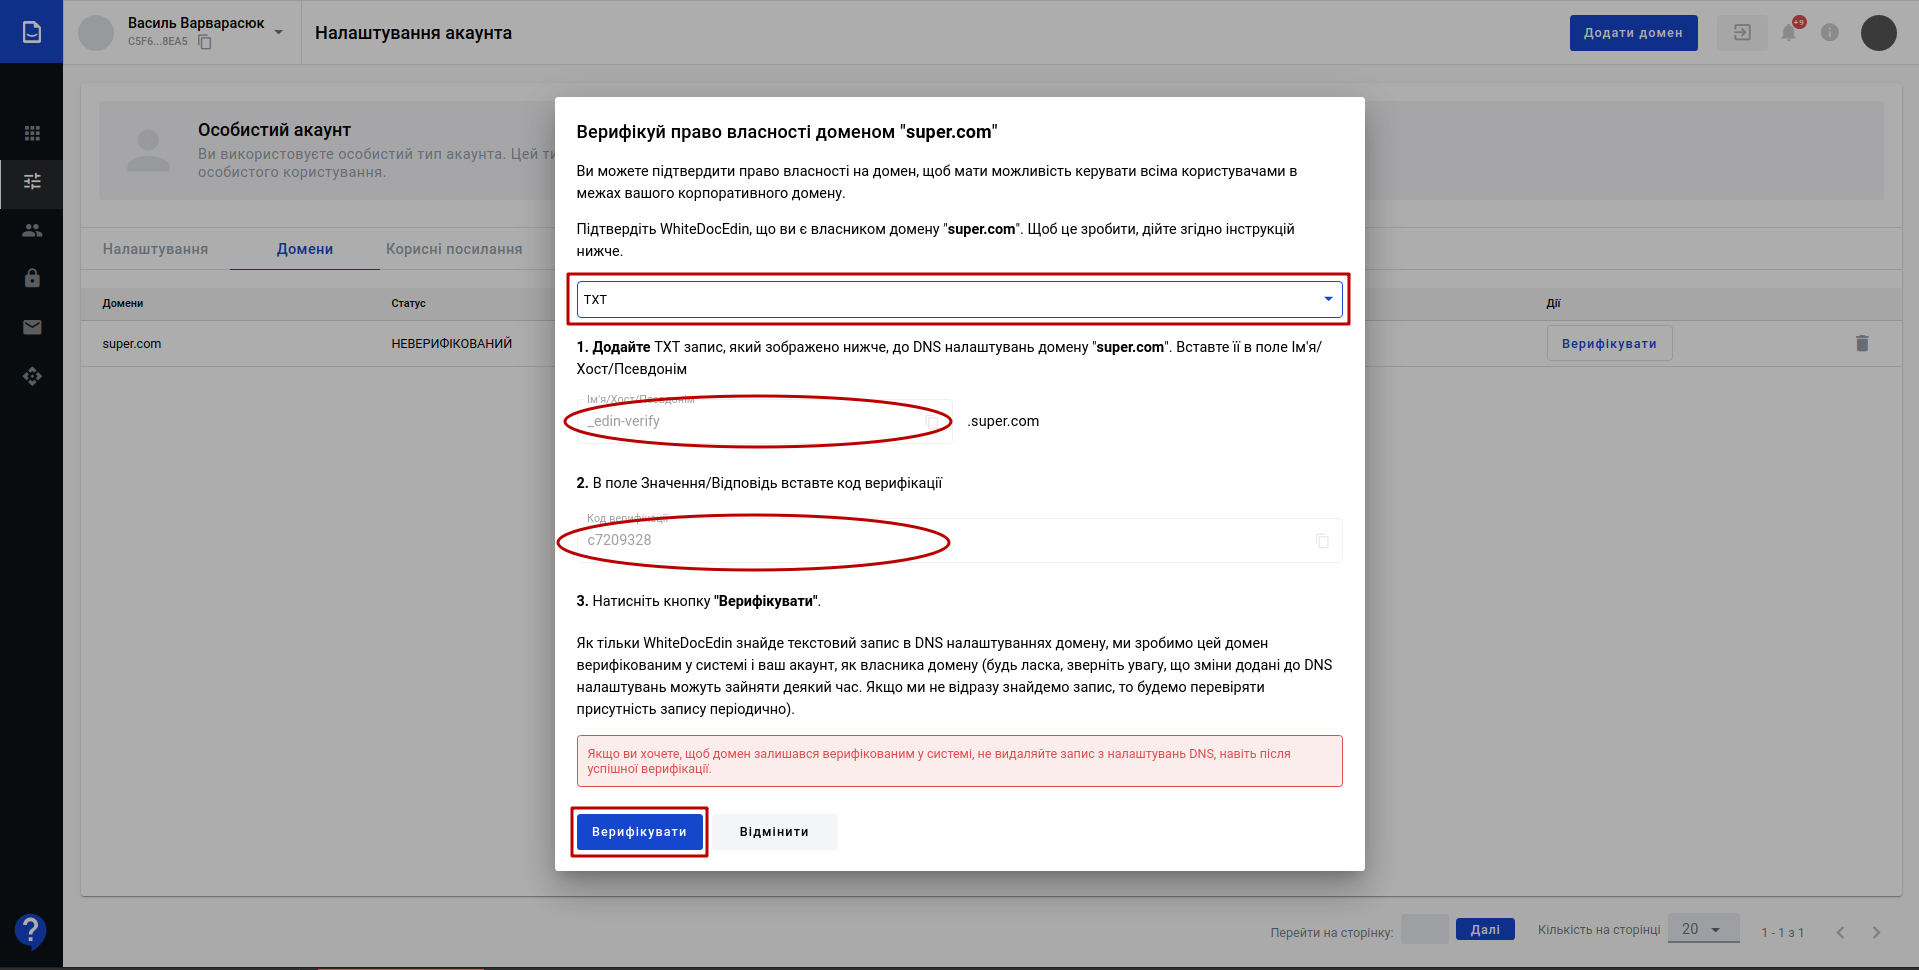 Василь Варварасюк
C5F6...8EA5
Налаштування акаунта
Додати домен
+9
Особистий акаунт
Ви використовуєте особистий тип акаунта. Цей ти
особистого користування.
Налаштування
Домени
Корисні посилання
Домени
Статус
Дії
super.com
НЕВЕРИФІКОВАНИЙ
Верифікувати
Верифікуй право власності доменом "super.com"
Ви можете підтвердити право власності на домен, щоб мати можливість керувати всіма користувачами в
межах вашого корпоративного домену.
Підтвердіть WhiteDocEdin, що ви є власником домену "super.com". Щоб це зробити, дійте згідно інструкцій
нижче.
TXT
1. Додайте TXT запис, який зображено нижче, до DNS налаштувань домену "super.com". Вставте її в поле Ім'я/
Хост/Псевдонім
Ім'я/Хост/Псевдонім
_edin-verify
.super.com
2. В поле Значення/Відповідь вставте код верифікації
Код верифікації
c7209328
3. Натисніть кнопку "Верифікувати".
Як тільки WhiteDocEdin знайде текстовий запис в DNS налаштуваннях домену, ми зробимо цей домен
верифікованим у системі і ваш акаунт, як власника домену (будь ласка, зверніть увагу, що зміни додані до DNS
налаштувань можуть зайняти деякий час. Якщо ми не відразу знайдемо запис, то будемо перевіряти
присутність запису періодично).
Якщо ви хочете, щоб домен залишався верифікованим у системі, не видаляйте запис з налаштувань DNS, навіть після
успішної верифікації.
Верифікувати
Відмінити
Перейти на сторінку:
Далі
Кількість на сторінці
20
1 - 1 з 1